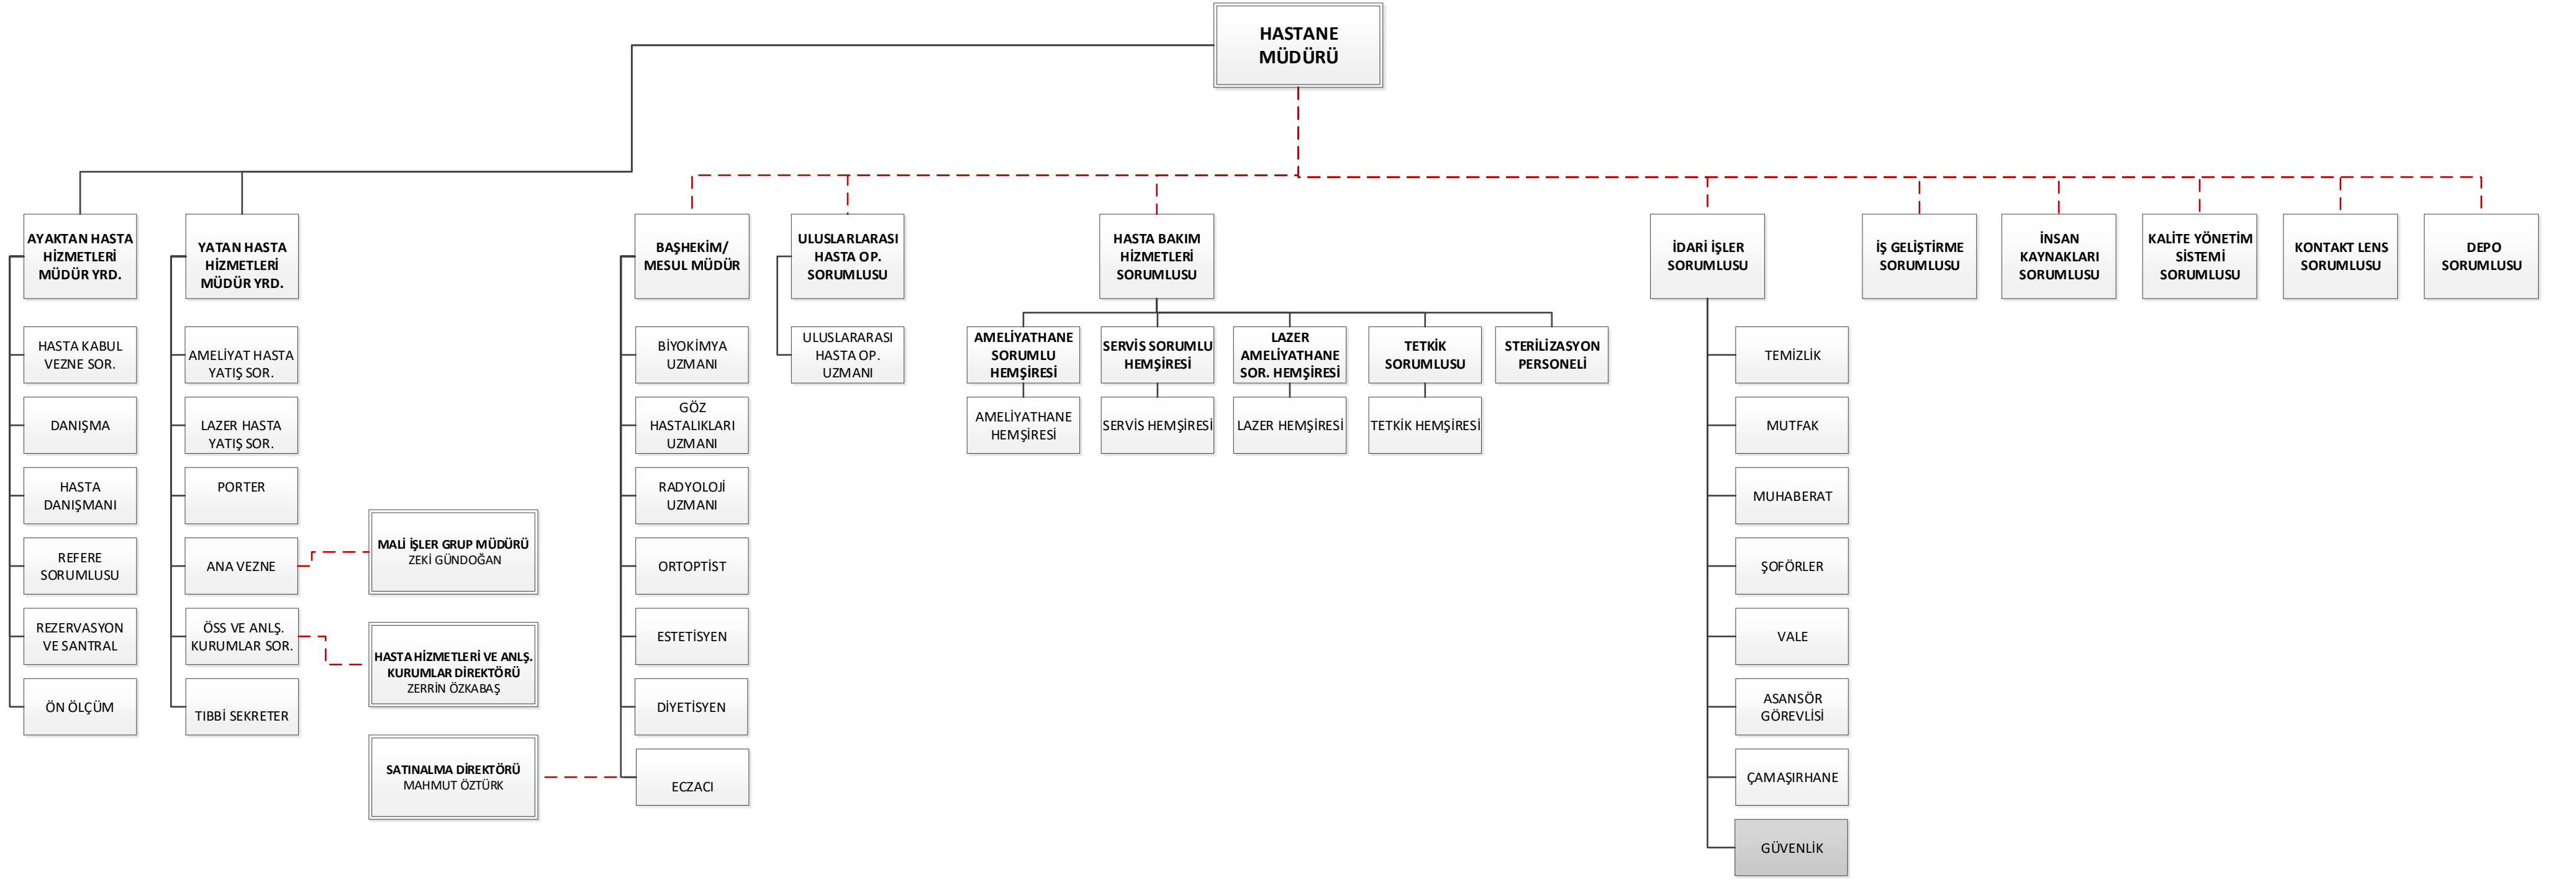 HASTANE
MÜDÜRÜ
AYAKTAN HASTA
HİZMETLERİ
MÜDÜR YRD.
HASTA KABUL
VEZNE SOR.
DANIŞMA
HASTA
DANIŞMANI
REFERE
SORUMLUSU
REZERVASYON
VE SANTRAL
ÖN ÖLÇÜM
YATAN HASTA
HİZMETLERİ
MÜDÜR YRD.
AMELİYAT HASTA
YATIŞ SOR.
LAZER HASTA
YATIŞ SOR.
PORTER
ANA VEZNE
ÖSS VE ANLŞ.
KURUMLAR SOR.
TIBBİ SEKRETER
MALİ İŞLER GRUP MÜDÜRÜ
ZEKİ GÜNDOĞAN
HASTA HİZMETLERİ VE ANLŞ.
KURUMLAR DİREKTÖRÜ
ZERRİN ÖZKABAŞ
SATINALMA DİREKTÖRÜ
MAHMUT ÖZTÜRK
BAŞHEKİM/
MESUL MÜDÜR
BİYOKİMYA
UZMANI
GÖZ
HASTALIKLARI
UZMANI
RADYOLOJİ
UZMANI
ORTOPTİST
ESTETİSYEN
DİYETİSYEN
ECZACI
ULUSLARLARASI
HASTA OP.
SORUMLUSU
ULUSLARARASI
HASTA OP.
UZMANI
HASTA BAKIM
HİZMETLERİ
SORUMLUSU
AMELİYATHANE
SORUMLU
HEMŞİRESİ
AMELİYATHANE
HEMŞİRESİ
SERVİS SORUMLU
HEMŞİRESİ
SERVİS HEMŞİRESİ
LAZER
AMELİYATHANE
SOR. HEMŞİRESİ
LAZER HEMŞİRESİ
TETKİK
SORUMLUSU
TETKİK HEMŞİRESİ
STERİLİZASYON
PERSONELİ
İDARİ İŞLER
SORUMLUSU
TEMİZLİK
MUTFAK
MUHABERAT
ŞOFÖRLER
VALE
ASANSÖR
GÖREVLİSİ
ÇAMAŞIRHANE
GÜVENLİK
İŞ GELİŞTİRME
SORUMLUSU
İNSAN
KAYNAKLARI
SORUMLUSU
KALİTE YÖNETİM
SİSTEMİ
SORUMLUSU
KONTAKT LENS
SORUMLUSU
DEPO
SORUMLUSU